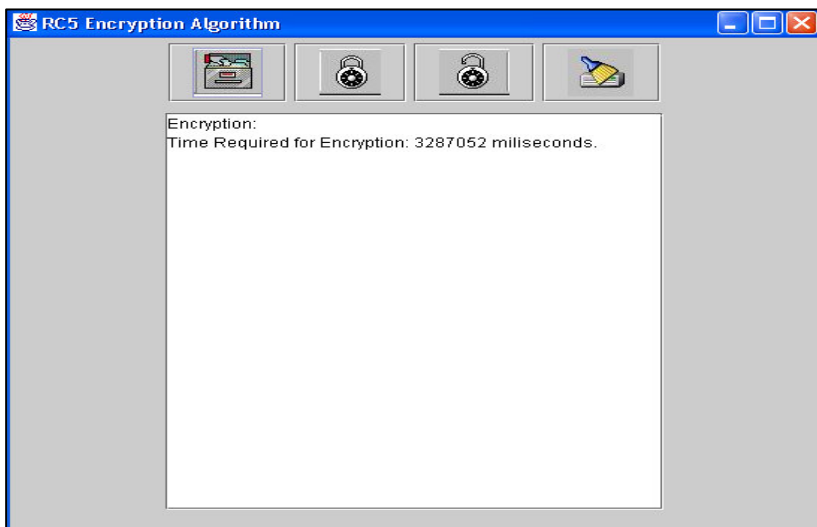 RC5 Encryption Algorithm
Encryption:
Time Required for Encryption: 3287052 miliseconds.